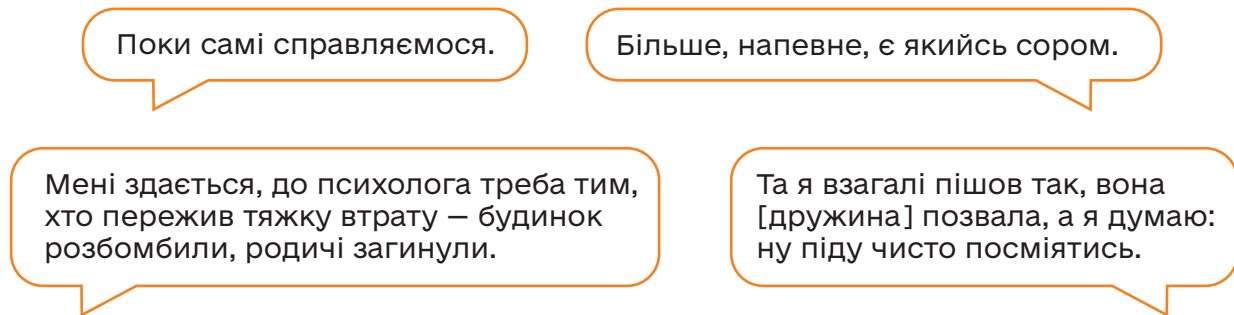 Поки самі справляємося.
Більше, напевне, є якийсь сором.
Мені здається, до психолога треба тим,
хто пережив тяжку втрату — будинок
розбомбили, родичі загинули.
Та я взагалі пішов так, вона
[дружина] позвала, а я думаю:
ну піду чисто посміятись.